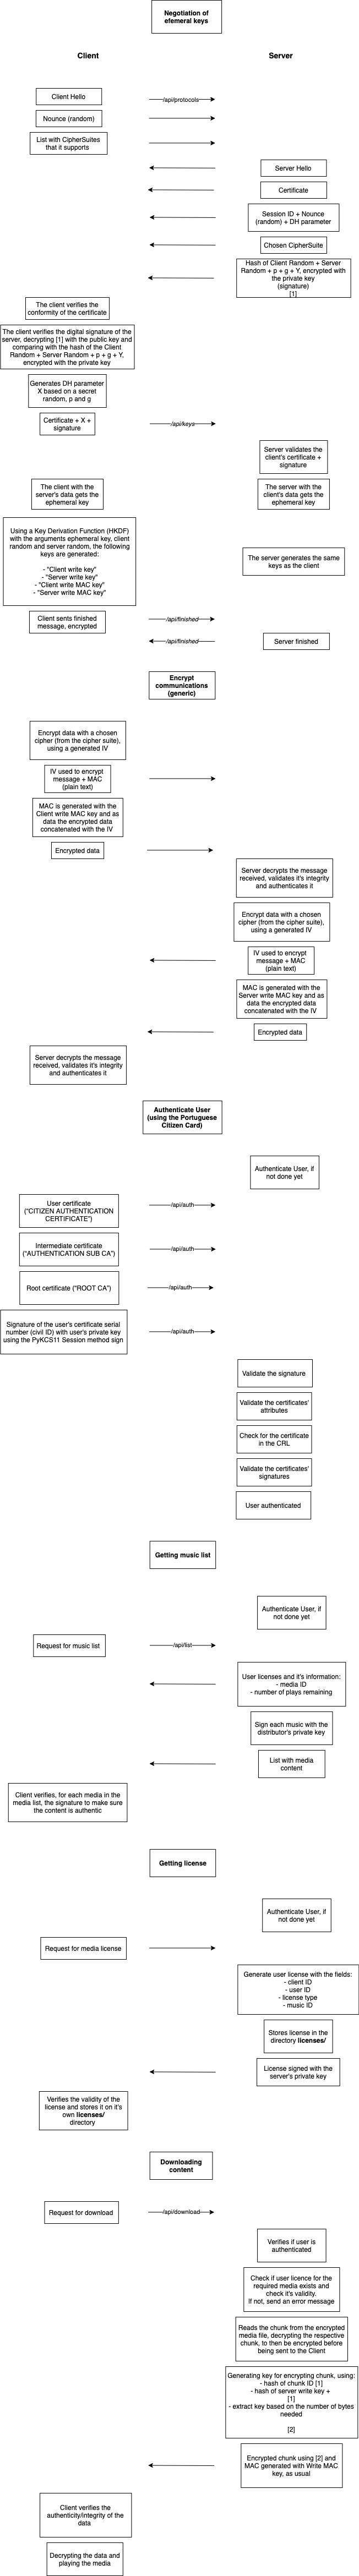 Negotiation of
efemeral keys
Client
Server
Client Hello
/api/protocols
Nounce (random)
List with CipherSuites
that it supports
Server Hello
Certificate
Session ID + Nounce
(random) + DH parameter
Chosen CipherSuite
Hash of Client Random + Server
Random + p + g + Y, encrypted with
the private key
(signature)
[1]
The client verifies the
conformity of the certificate
The client verifies the digital signature of the
server, decrypting [1] with the public key and
comparing with the hash of the Client
Random + Server Random + p + g + Y,
encrypted with the private key
Generates DH parameter
X based on a secret
random, p and g
Certificate + X +
signature
/api/keys
Server validates the
client's certificate +
signature
The client with the
server's data gets the
ephemeral key
The server with the
client's data gets the
ephemeral key
Using a Key Derivation Function (HKDF)
with the arguments ephemeral key, client
random and server random, the following
keys are generated:
- "Client write key"
- "Server write key"
- "Client write MAC key"
- "Server write MAC key"
The server generates the same
keys as the client
Client sents finished
message, encrypted
/api/finished
/api/finished
Server finished
Encrypt
communications
(generic)
Encrypt data with a chosen
cipher (from the cipher suite),
using a generated IV
IV used to encrypt
message + MAC
(plain text)
MAC is generated with the
Client write MAC key and as
data the encrypted data
concatenated with the IV
Encrypted data
Server decrypts the message
received, validates it's integrity
and authenticates it
Encrypt data with a chosen
cipher (from the cipher suite),
using a generated IV
IV used to encrypt
message + MAC
(plain text)
MAC is generated with the
Server write MAC key and as
data the encrypted data
concatenated with the IV
Encrypted data
Server decrypts the message
received, validates it's integrity
and authenticates it
Authenticate User
(using the Portuguese
Citizen Card)
Authenticate User, if
not done yet
User certificate
("CITIZEN AUTHENTICATION
CERTIFICATE")
/api/auth
Intermediate certificate
("AUTHENTICATION SUB CA")
/api/auth
Root certificate ("ROOT CA")
/api/auth
Signature of the user's certificate serial
number (civil ID) with user's private key
using the PyKCS11 Session method sign
/api/auth
Validate the signature
Validate the certificates'
attributes
Check for the certificate
in the CRL
Validate the certificates'
signatures
User authenticated
Getting music list
Authenticate User, if
not done yet
Request for music list
/api/list
User licenses and it's information:
- media ID
- number of plays remaining
Sign each music with the
distributor's private key
List with media
content
Client verifies, for each media in the
media list, the signature to make sure
the content is authentic
Getting license
Authenticate User, if
not done yet
Request for media license
Generate user license with the fields:
- client ID
- user ID
- license type
- music ID
Stores license in the
directory licenses/
License signed with the
server's private key
Verifies the validity of the
license and stores it on it's
own licenses/
directory
Downloading
content
Request for download
/api/download
Verifies if user is
authenticated
Check if user licence for the
required media exists and
check it's validity.
If not, send an error message
Reads the chunk from the encrypted
media file, decrypting the respective
chunk, to then be encrypted before
being sent to the Client
Generating key for encrypting chunk, using:
- hash of chunk ID [1]
- hash of server write key +
[1]
- extract key based on the number of bytes
needed
[2]
Encrypted chunk using [2] and
MAC generated with Write MAC
key, as usual
Client verifies the
authenticity/integrity of the
data
Decrypting the data and
playing the media